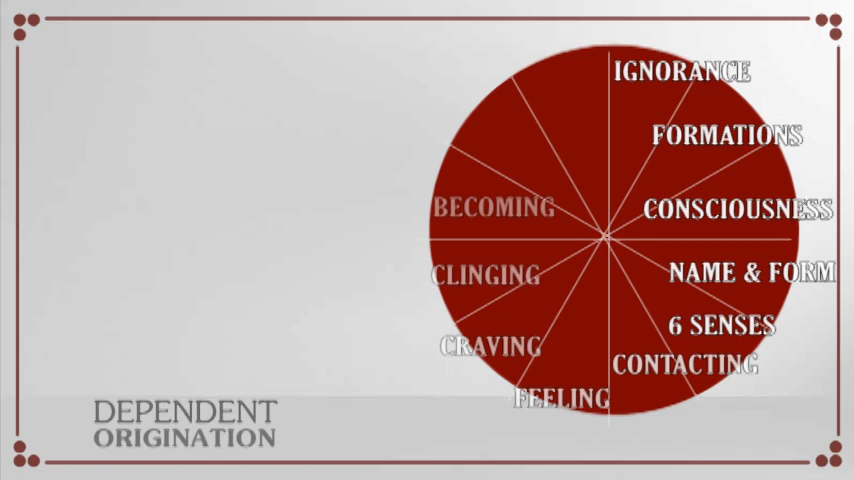 IGNORANCE
FORMATIONS
CONSCIOUSNESS
NAME & FORM
6 SENSES
CONTACTING
FEELING
CRAVING
CLINGING
BECOMING
DEPENDENT
ORIGINATION